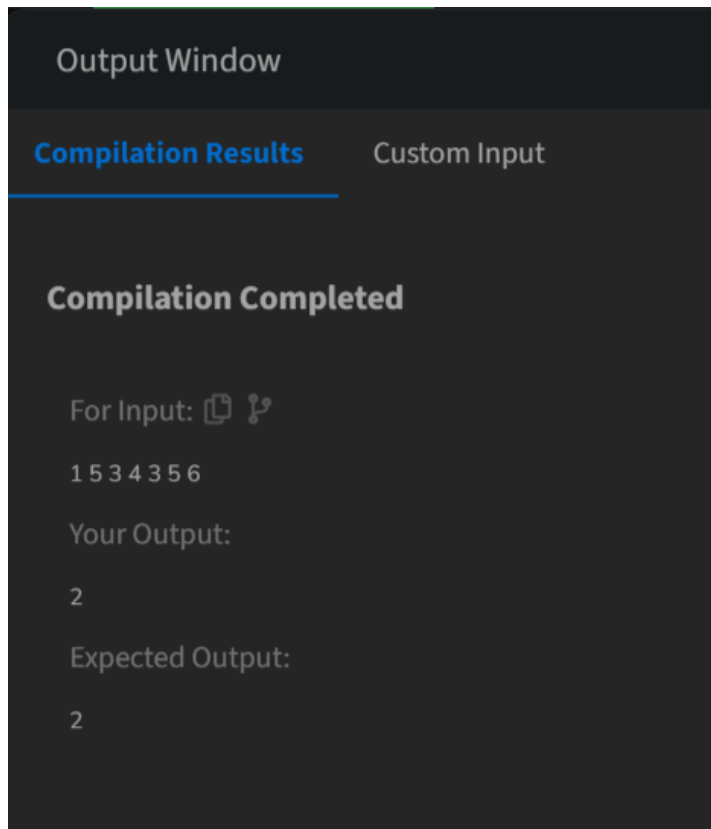 Output Window
Compilation Results Custom Input
Compilation Completed
For Input:
1 5 3 4 3 5 6
Your Output:
2
Expected Output:
2